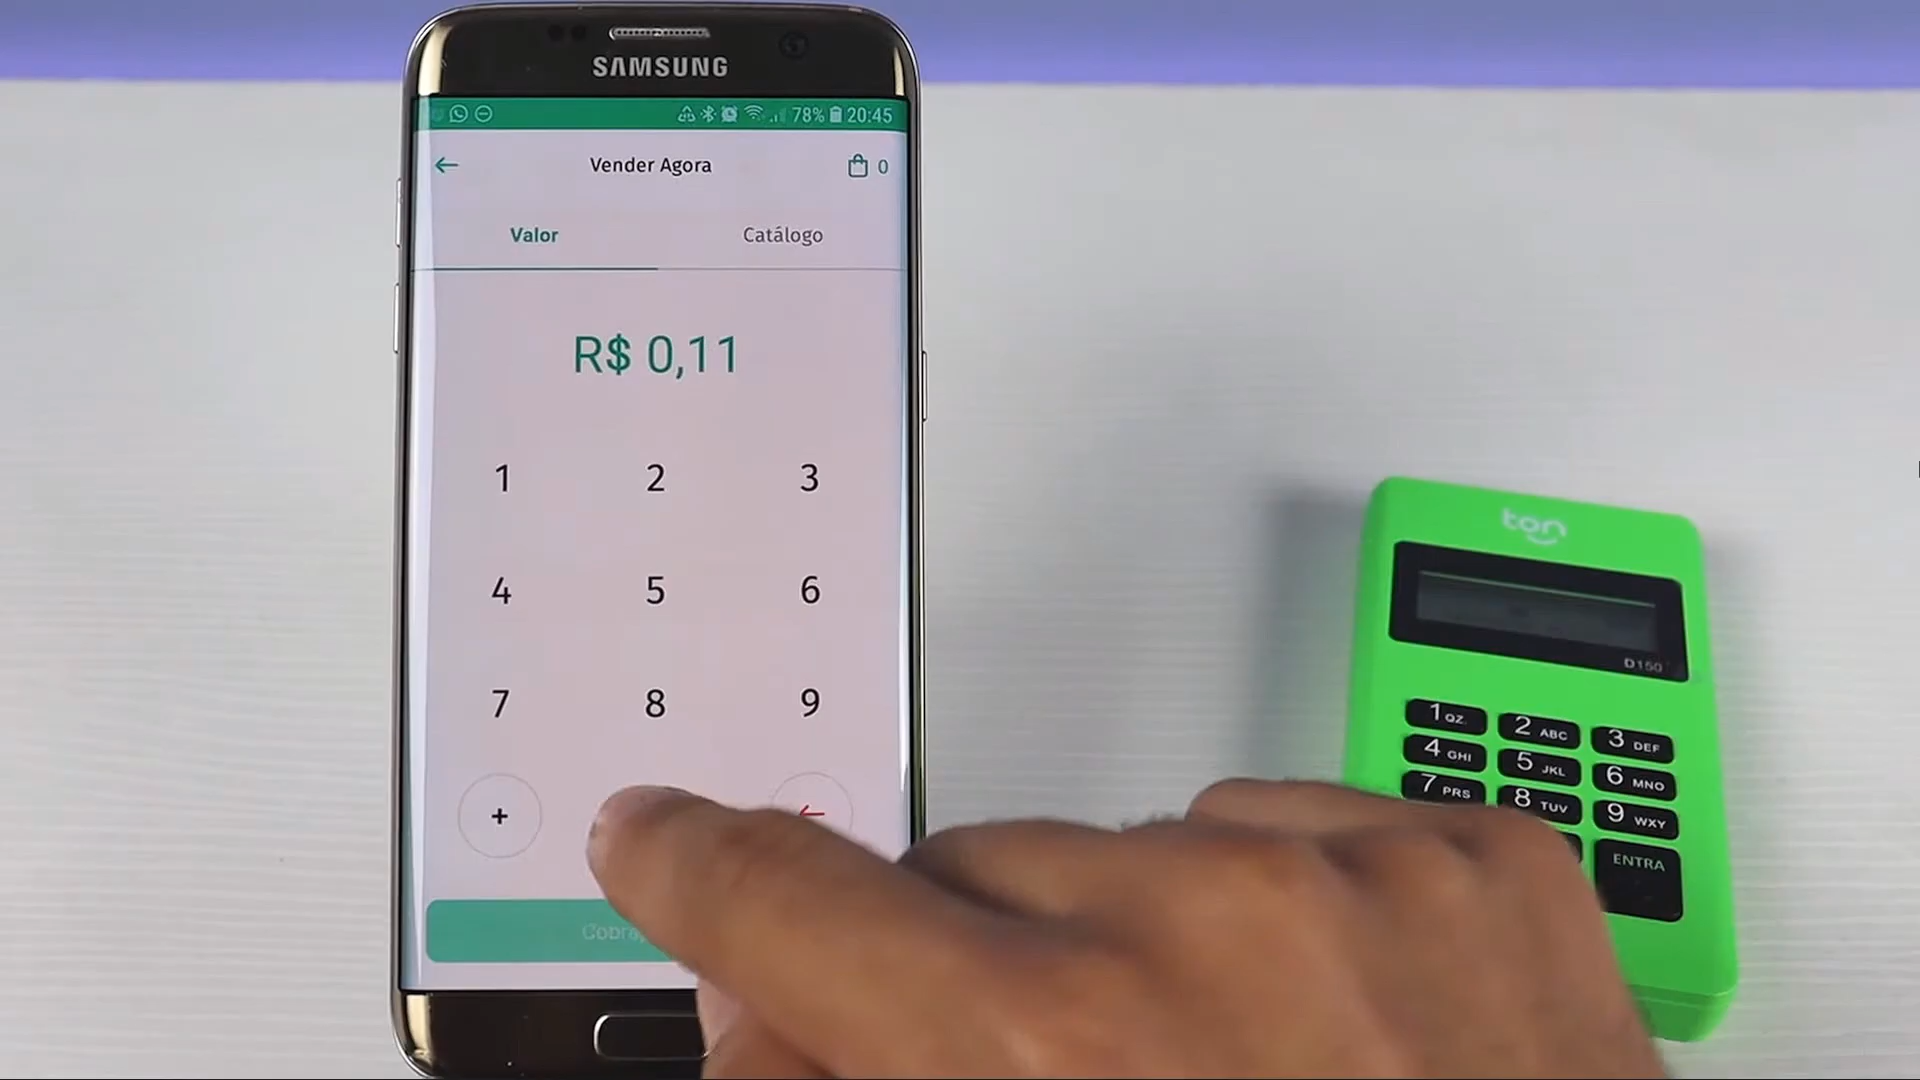 SAMSUNG
78% 20:45
Vender Agora
0
Valor
Catálogo
R$ 0,11
1 2 3
4 5 6
7 8 9
+
ton
D150
1 QZ. 2 ABC 3 DEF
4 GHI 5 JKL 6 MNO
7 PRS 8 TUV 9 WXY
ENTRA